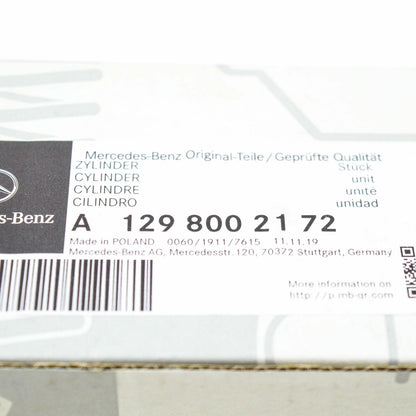 Mercedes-Benz Original-Teile/Geprüfte Qualität
ZYLINDER Stück
CYLINDER unit
CYLINDRE unité
CILINDRO unidad
A 129 800 21 72
Made in POLAND 0060/1911/7615 11.11.19
Mercedes-Benz AG, Mercedesstr. 120, 70372 Stuttgart, Germany
-Benz
More information on
http://p.mb-qr.com